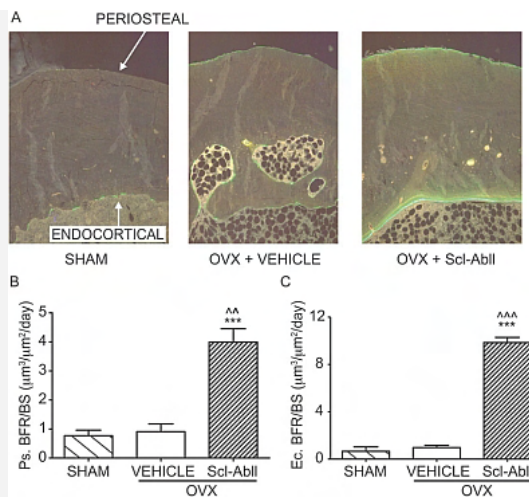 A
PERIOSTEAL
ENDOCORTICAL
SHAM
OVX + VEHICLE
OVX + Scl-AbII
B
Ps. BFR/BS (μm³/μm²/day)
5
4
3
2
1
0
^^
***
SHAM
VEHICLE
Scl-AbII
OVX
C
Ec. BFR/BS (μm³/μm²/day)
12
8
4
0
^^^
***
SHAM
VEHICLE
Scl-AbII
OVX